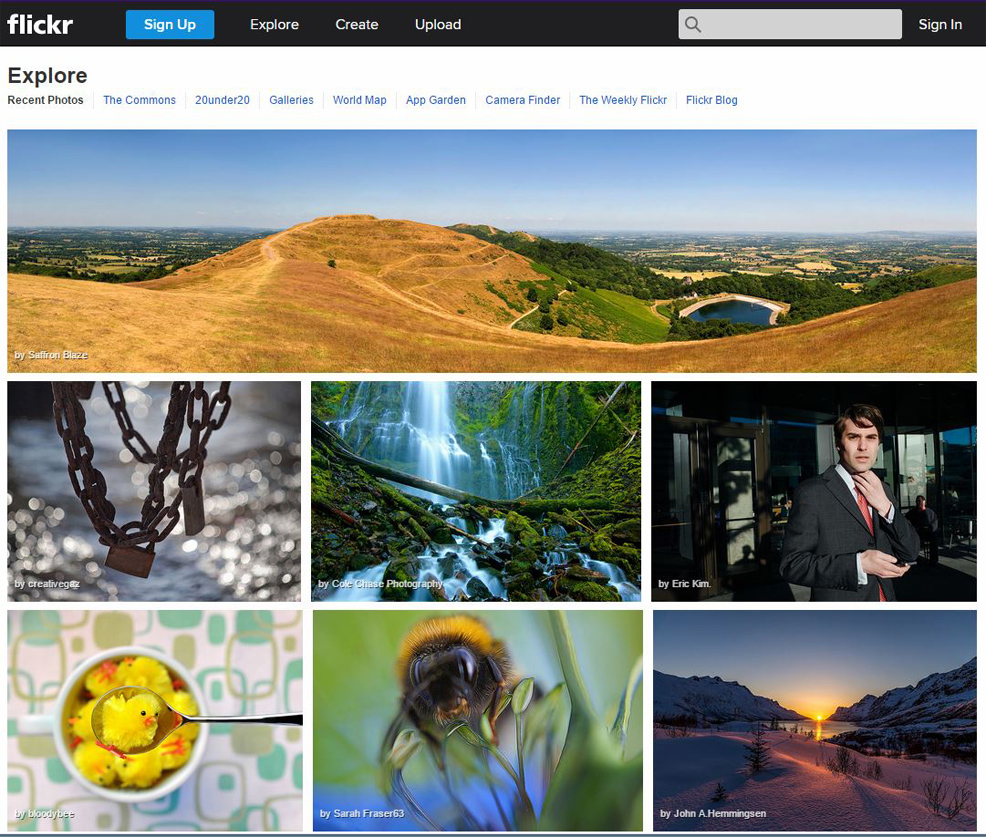 flickr Sign Up Explore Create Upload Sign In
Explore
Recent Photos The Commons 20under20 Galleries World Map App Garden Camera Finder The Weekly Flickr Flickr Blog
by Saffron Blaze
by creativegaz
by Cole Chase Photography
by Eric Kim.
by bloodybee
by Sarah Fraser63
by John A.Hemmingsen